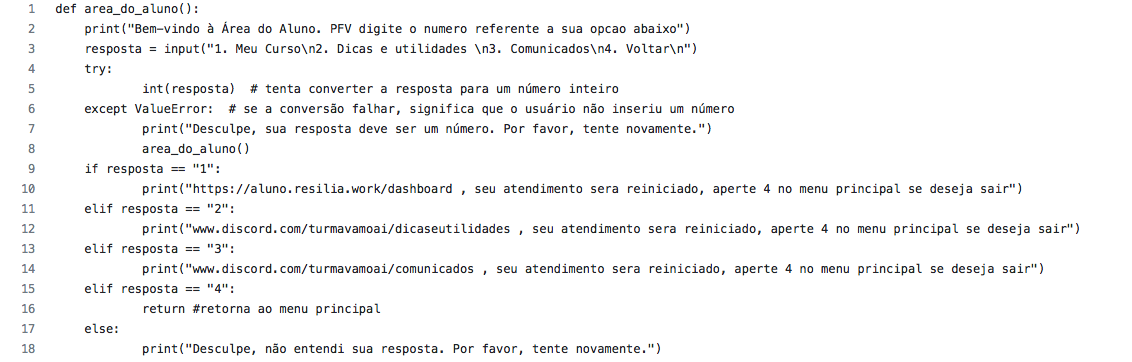 1 def area_do_aluno():
2     print("Bem-vindo à Área do Aluno. PFV digite o numero referente a sua opcao abaixo")
3     resposta = input("1. Meu Curso\n2. Dicas e utilidades \n3. Comunicados\n4. Voltar\n")
4     try:
5             int(resposta)  # tenta converter a resposta para um número inteiro
6     except ValueError:  # se a conversão falhar, significa que o usuário não inseriu um número
7             print("Desculpe, sua resposta deve ser um número. Por favor, tente novamente.")
8             area_do_aluno()
9     if resposta == "1":
10             print("https://aluno.resilia.work/dashboard , seu atendimento sera reiniciado, aperte 4 no menu principal se deseja sair")
11     elif resposta == "2":
12             print("www.discord.com/turmavamoai/dicaseutilidades , seu atendimento sera reiniciado, aperte 4 no menu principal se deseja sair")
13     elif resposta == "3":
14             print("www.discord.com/turmavamoai/comunicados , seu atendimento sera reiniciado, aperte 4 no menu principal se deseja sair")
15     elif resposta == "4":
16             return #retorna ao menu principal
17     else:
18             print("Desculpe, não entendi sua resposta. Por favor, tente novamente.")